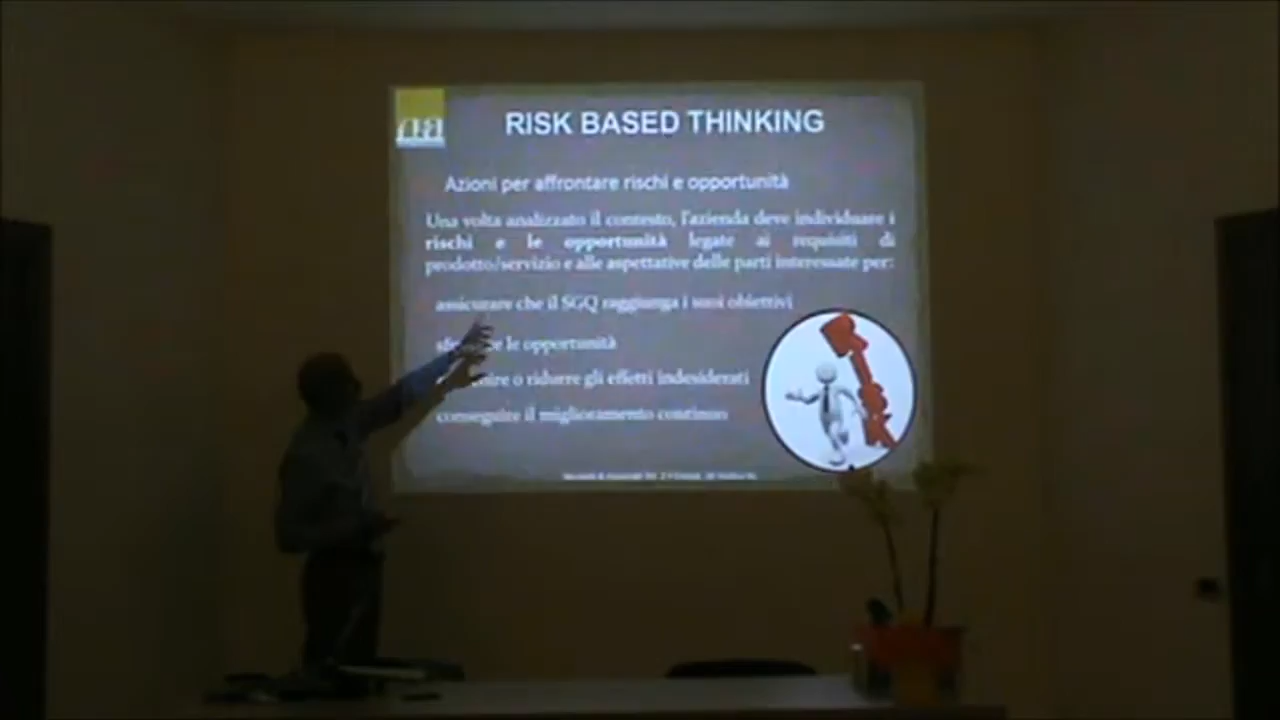 RISK BASED THINKING
Azioni per affrontare rischi e opportunità
Una volta analizzato il contesto, l'azienda deve individuare i
rischi e le opportunità legate ai requisiti di
prodotto/servizio e alle aspettative delle parti interessate per:
assicurare che il SGQ raggiunga i suoi obiettivi
le opportunità
o ridurre gli effetti indesiderati
conseguire il miglioramento continuo